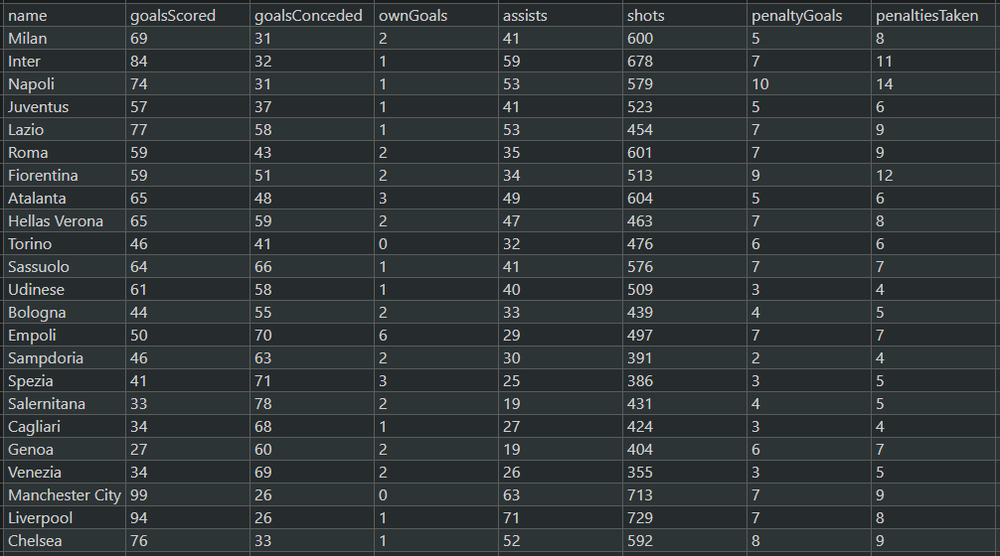 name goalsScored goalsConceded ownGoals assists shots penaltyGoals penaltiesTaken
Milan 69 31 2 41 600 5 8
Inter 84 32 1 59 678 7 11
Napoli 74 31 1 53 579 10 14
Juventus 57 37 1 41 523 5 6
Lazio 77 58 1 53 454 7 9
Roma 59 43 2 35 601 7 9
Fiorentina 59 51 2 34 513 9 12
Atalanta 65 48 3 49 604 5 6
Hellas Verona 65 59 2 47 463 7 8
Torino 46 41 0 32 476 6 6
Sassuolo 64 66 1 41 576 7 7
Udinese 61 58 1 40 509 3 4
Bologna 44 55 2 33 439 4 5
Empoli 50 70 6 29 497 7 7
Sampdoria 46 63 2 30 391 2 4
Spezia 41 71 3 25 386 3 5
Salernitana 33 78 2 19 431 4 5
Cagliari 34 68 1 27 424 3 4
Genoa 27 60 2 19 404 6 7
Venezia 34 69 2 26 355 3 5
Manchester City 99 26 0 63 713 7 9
Liverpool 94 26 1 71 729 7 8
Chelsea 76 33 1 52 592 8 9